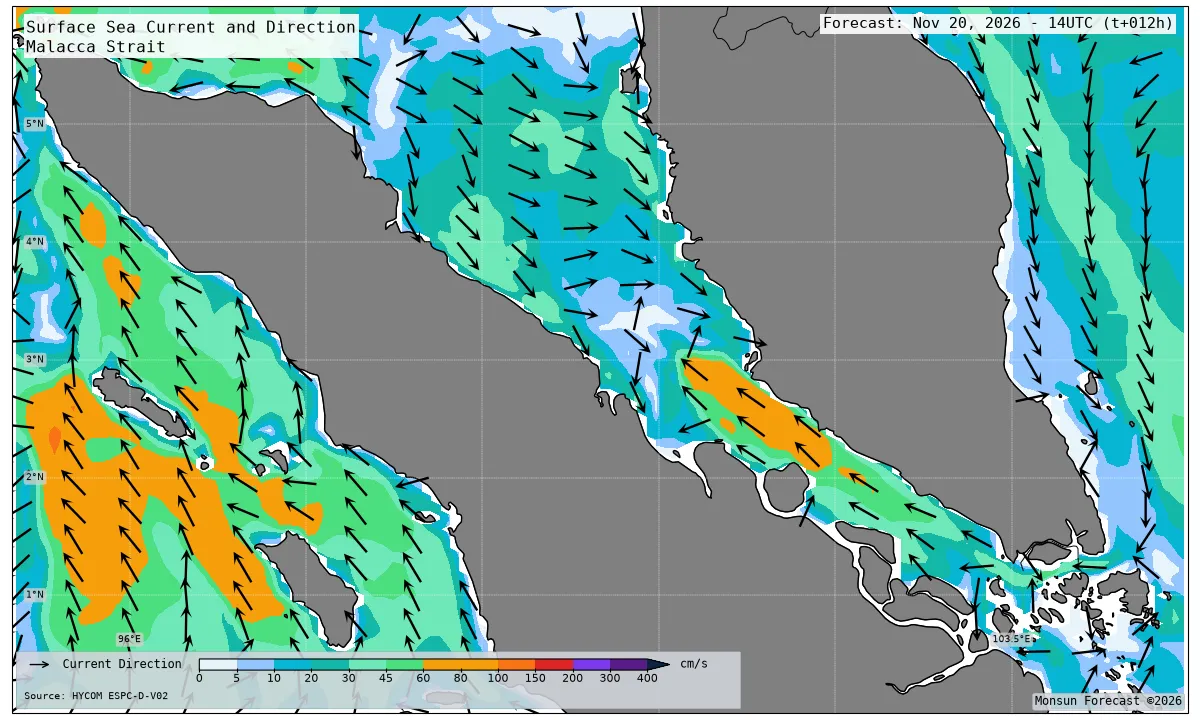 Surface Sea Current and Direction
Malacca Strait
Forecast: Nov 20, 2026 - 14UTC (t+012h)
5°N
4°N
3°N
2°N
1°N
96°E
103.5°E
Current Direction
0 5 10 20 30 45 60 80 100 150 200 300 400
cm/s
Source: HYCOM ESPC-D-V02
Monsun Forecast ©2026